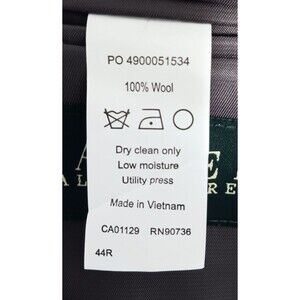 PO 4900051534
100% Wool
Dry clean only
Low moisture
Utility press
Made in Vietnam
CA01129 RN90736
44R